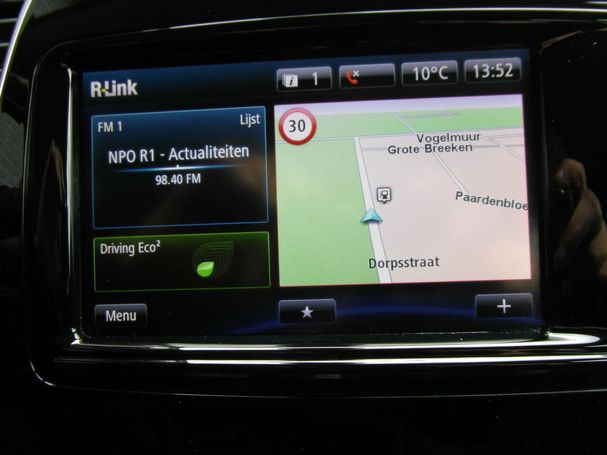 R-Link
1
10°C
13:52
FM 1
Lijst
NPO R1 - Actualiteiten
98.40 FM
Driving Eco²
Menu
30
Vogelmuur
Grote Breeken
Paardenbloe
Dorpsstraat
+